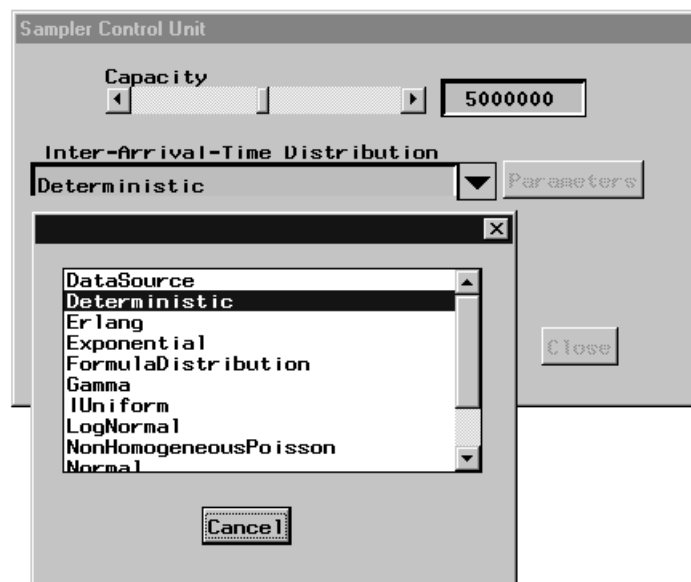 Sampler Control Unit
Capacity
5000000
Inter-Arrival-Time Distribution
Deterministic
Parameters
DataSource
Deterministic
Erlang
Exponential
FormulaDistribution
Gamma
IUniform
LogNormal
NonHomogeneousPoisson
Normal
Close
Cancel